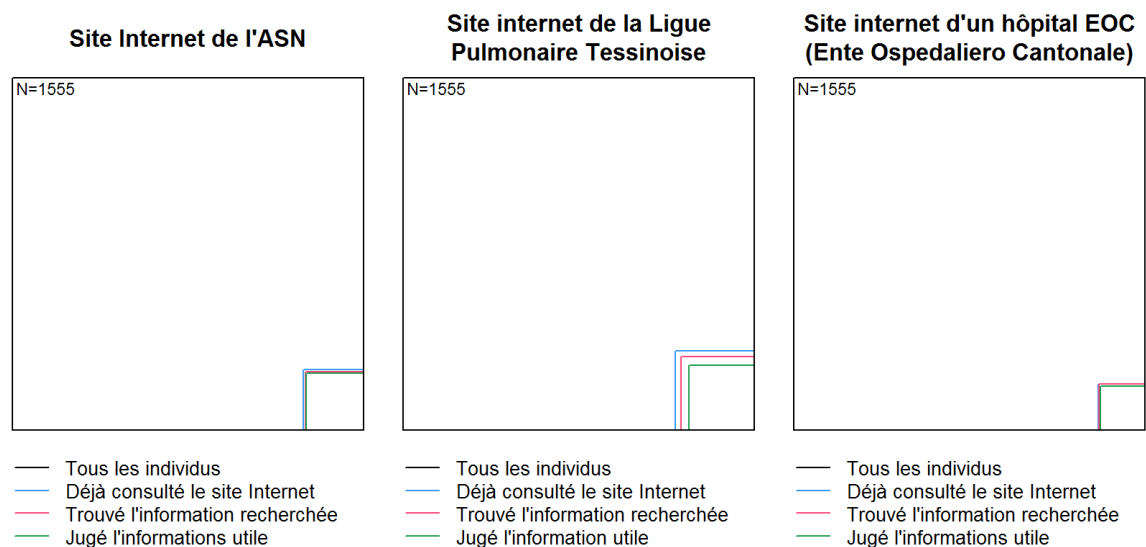 Site Internet de l'ASN
N=1555
Tous les individus
Déjà consulté le site Internet
Trouvé l'information recherchée
Jugé l'informations utile
Site internet de la Ligue
Pulmonaire Tessinoise
N=1555
Tous les individus
Déjà consulté le site Internet
Trouvé l'information recherchée
Jugé l'information utile
Site internet d'un hôpital EOC
(Ente Ospedaliero Cantonale)
N=1555
Tous les individus
Déjà consulté le site Internet
Trouvé l'information recherchée
Jugé l'informations utile